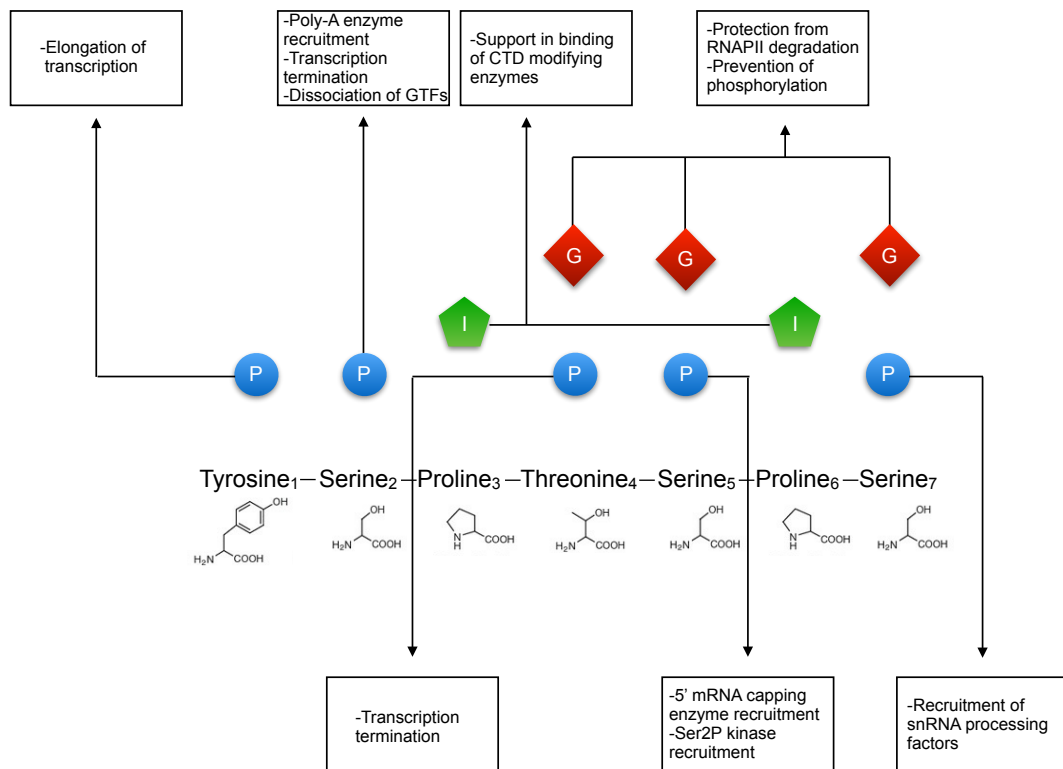 -Elongation of
transcription
-Poly-A enzyme
recruitment
-Transcription
termination
-Dissociation of GTFs
-Support in binding
of CTD modifying
enzymes
-Protection from
RNAPII degradation
-Prevention of
phosphorylation
G G G
I I
P P P P P
Tyrosine₁–Serine₂–Proline₃–Threonine₄–Serine₅–Proline₆–Serine₇
OH
H₂N COOH
OH
H₂N COOH
N
H
COOH
OH
H₂N COOH
OH
H₂N COOH
N
H
COOH
OH
H₂N COOH
-Transcription
termination
-5’ mRNA capping
enzyme recruitment
-Ser2P kinase
recruitment
-Recruitment of
snRNA processing
factors